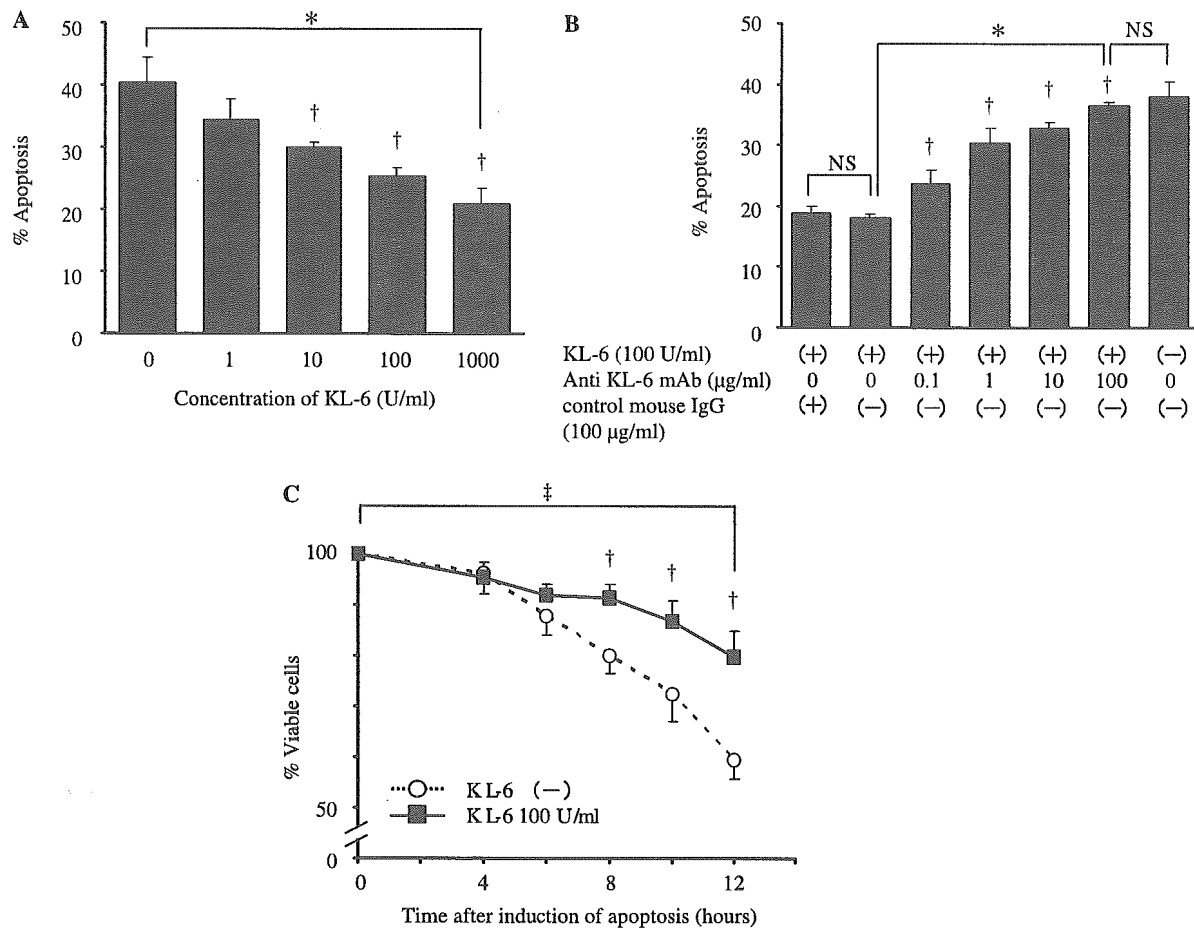 A
50
40
30
20
10
0
% Apoptosis
*
†
†
†
0 1 10 100 1000
Concentration of KL-6 (U/ml)
B
50
40
30
20
10
0
% Apoptosis
NS
*
NS
†
†
†
†
KL-6 (100 U/ml) (+) (+) (+) (+) (+) (+) (−)
Anti KL-6 mAb (µg/ml) 0 0 0.1 1 10 100 0
control mouse IgG (+) (−) (−) (−) (−) (−) (−)
(100 µg/ml)
C
‡
100
50
0
% Viable cells
†
†
†
KL-6 (−)
KL-6 100 U/ml
0 4 8 12
Time after induction of apoptosis (hours)